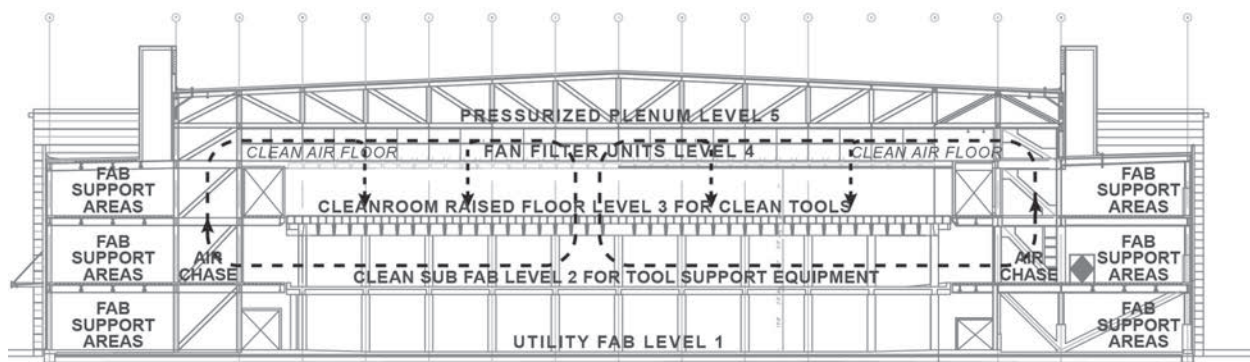 PRESSURIZED PLENUM LEVEL 5
CLEAN AIR FLOOR
FAN FILTER UNITS LEVEL 4
CLEAN AIR FLOOR
FAB
SUPPORT
AREAS
CLEANROOM RAISED FLOOR LEVEL 3 FOR CLEAN TOOLS
FAB
SUPPORT
AREAS
FAB
SUPPORT
AREAS
AIR
CHASE
CLEAN SUB FAB LEVEL 2 FOR TOOL SUPPORT EQUIPMENT
AIR
CHASE
FAB
SUPPORT
AREAS
FAB
SUPPORT
AREAS
UTILITY FAB LEVEL 1
FAB
SUPPORT
AREAS